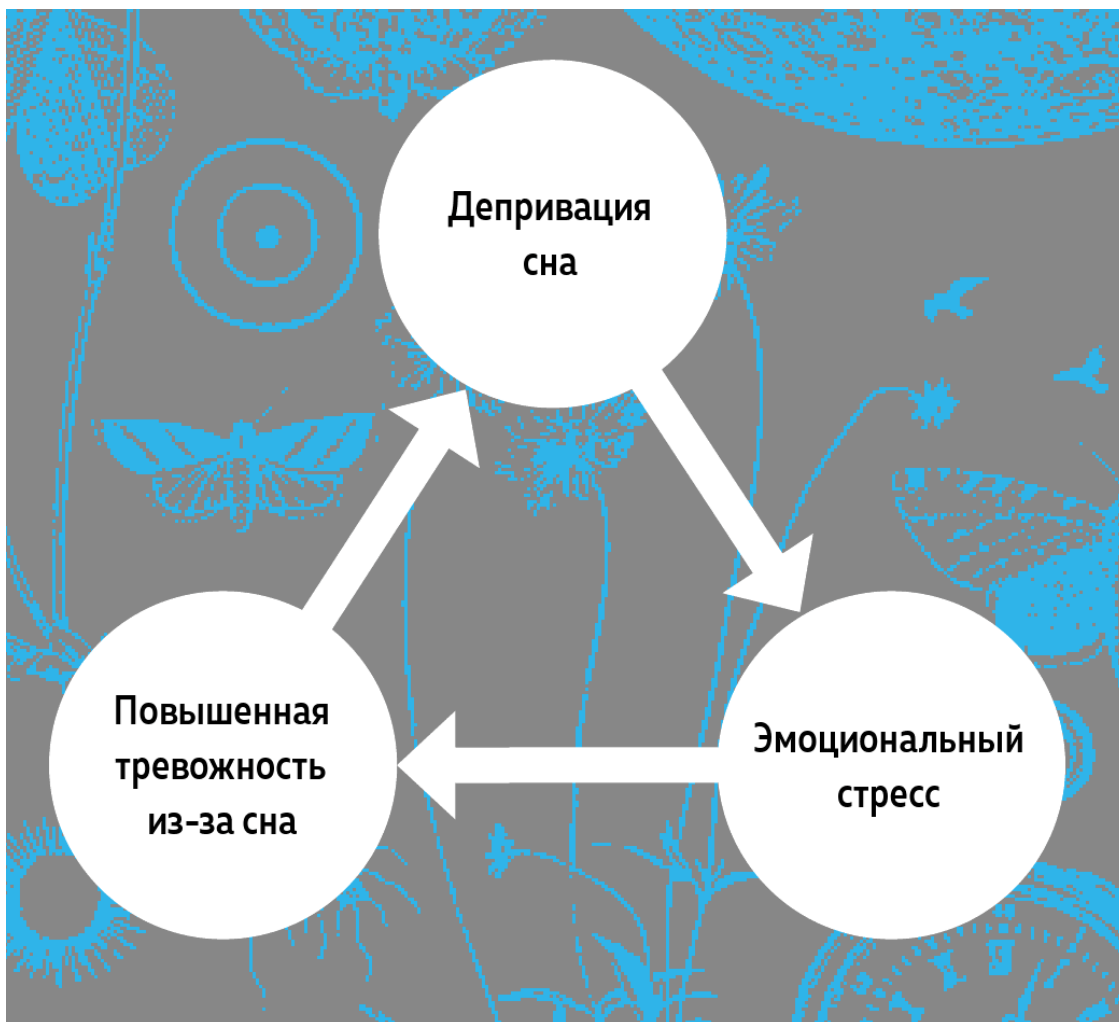 Депривация
сна
Повышенная
тревожность
из-за сна
Эмоциональный
стресс